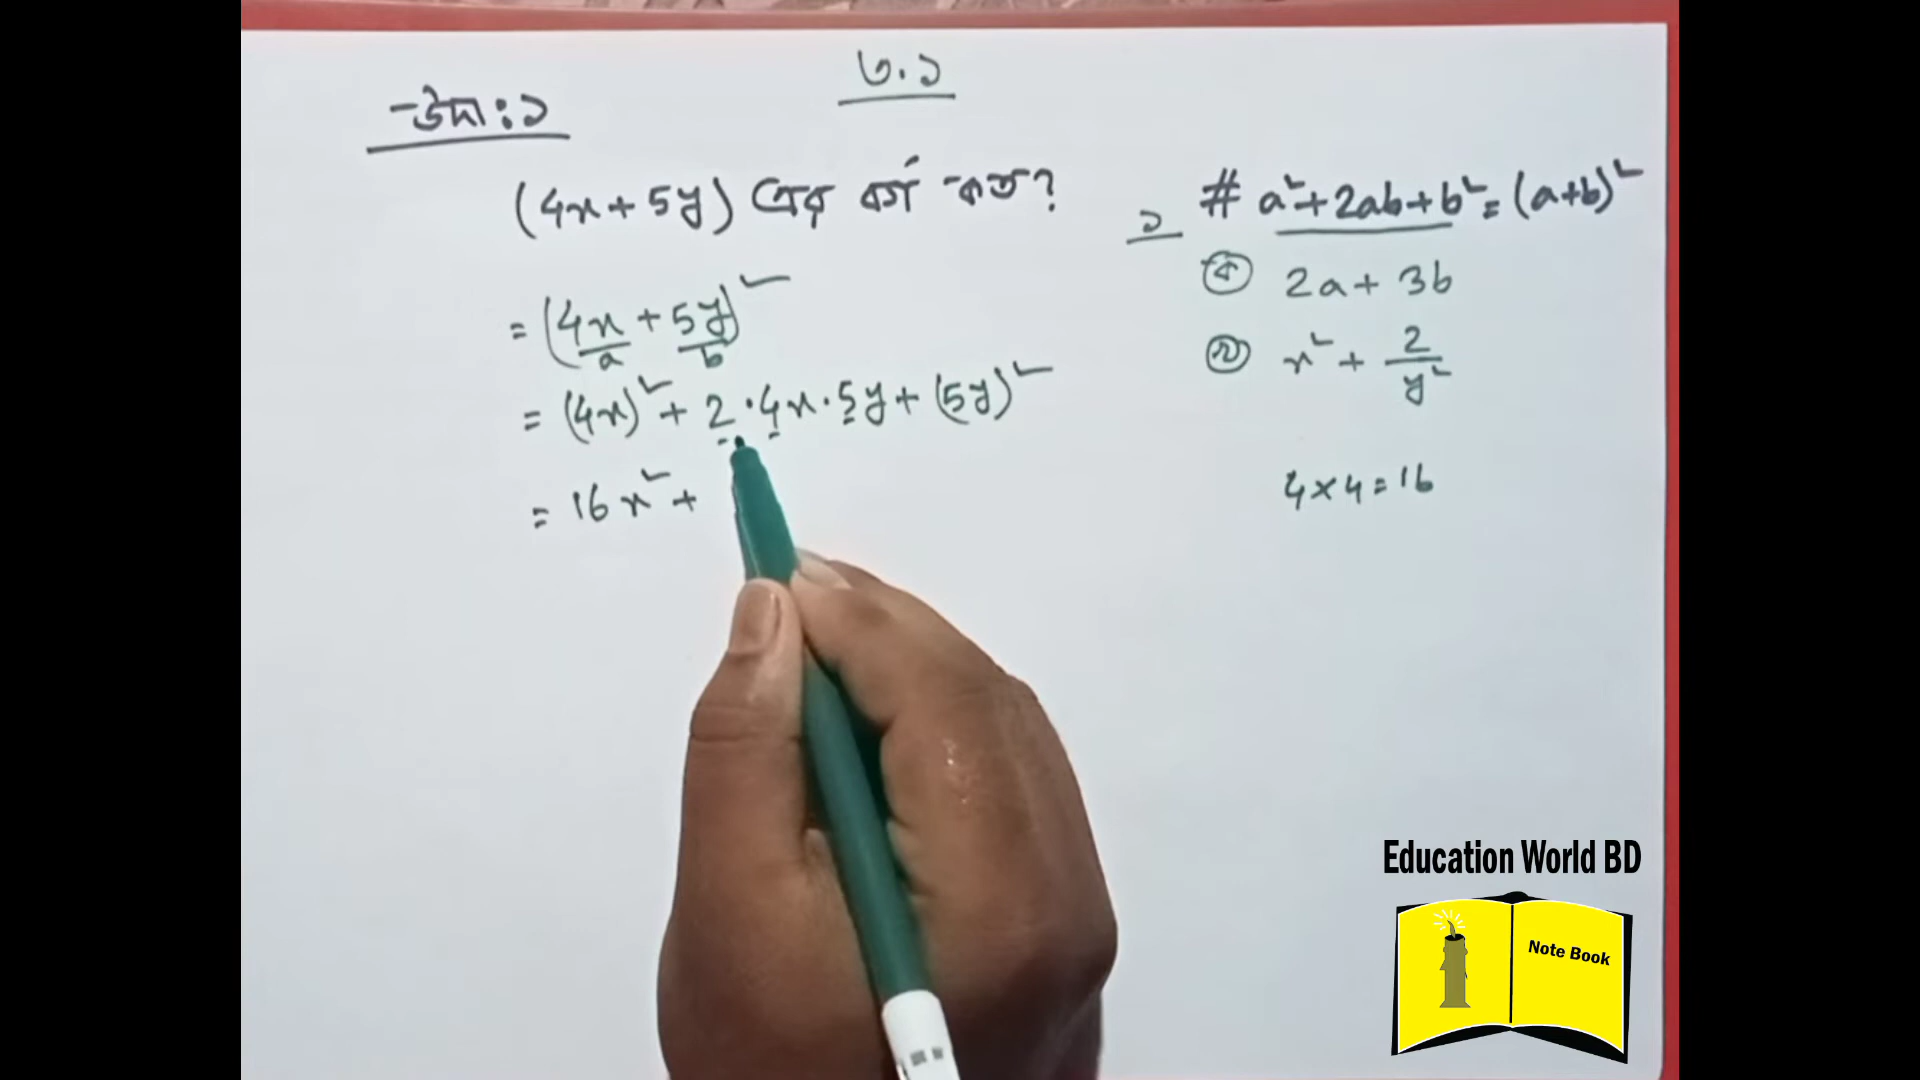 ৩.১
উদা:১
(4x+5y) এর বর্গ কত?
= (4x + 5y)²
a b
= (4x)² + 2·4x·5y + (5y)²
= 16x² +
১ # a²+2ab+b² = (a+b)²
ক 2a + 3b
খ x² + 2/y²
4×4=16
Education World BD
Note Book